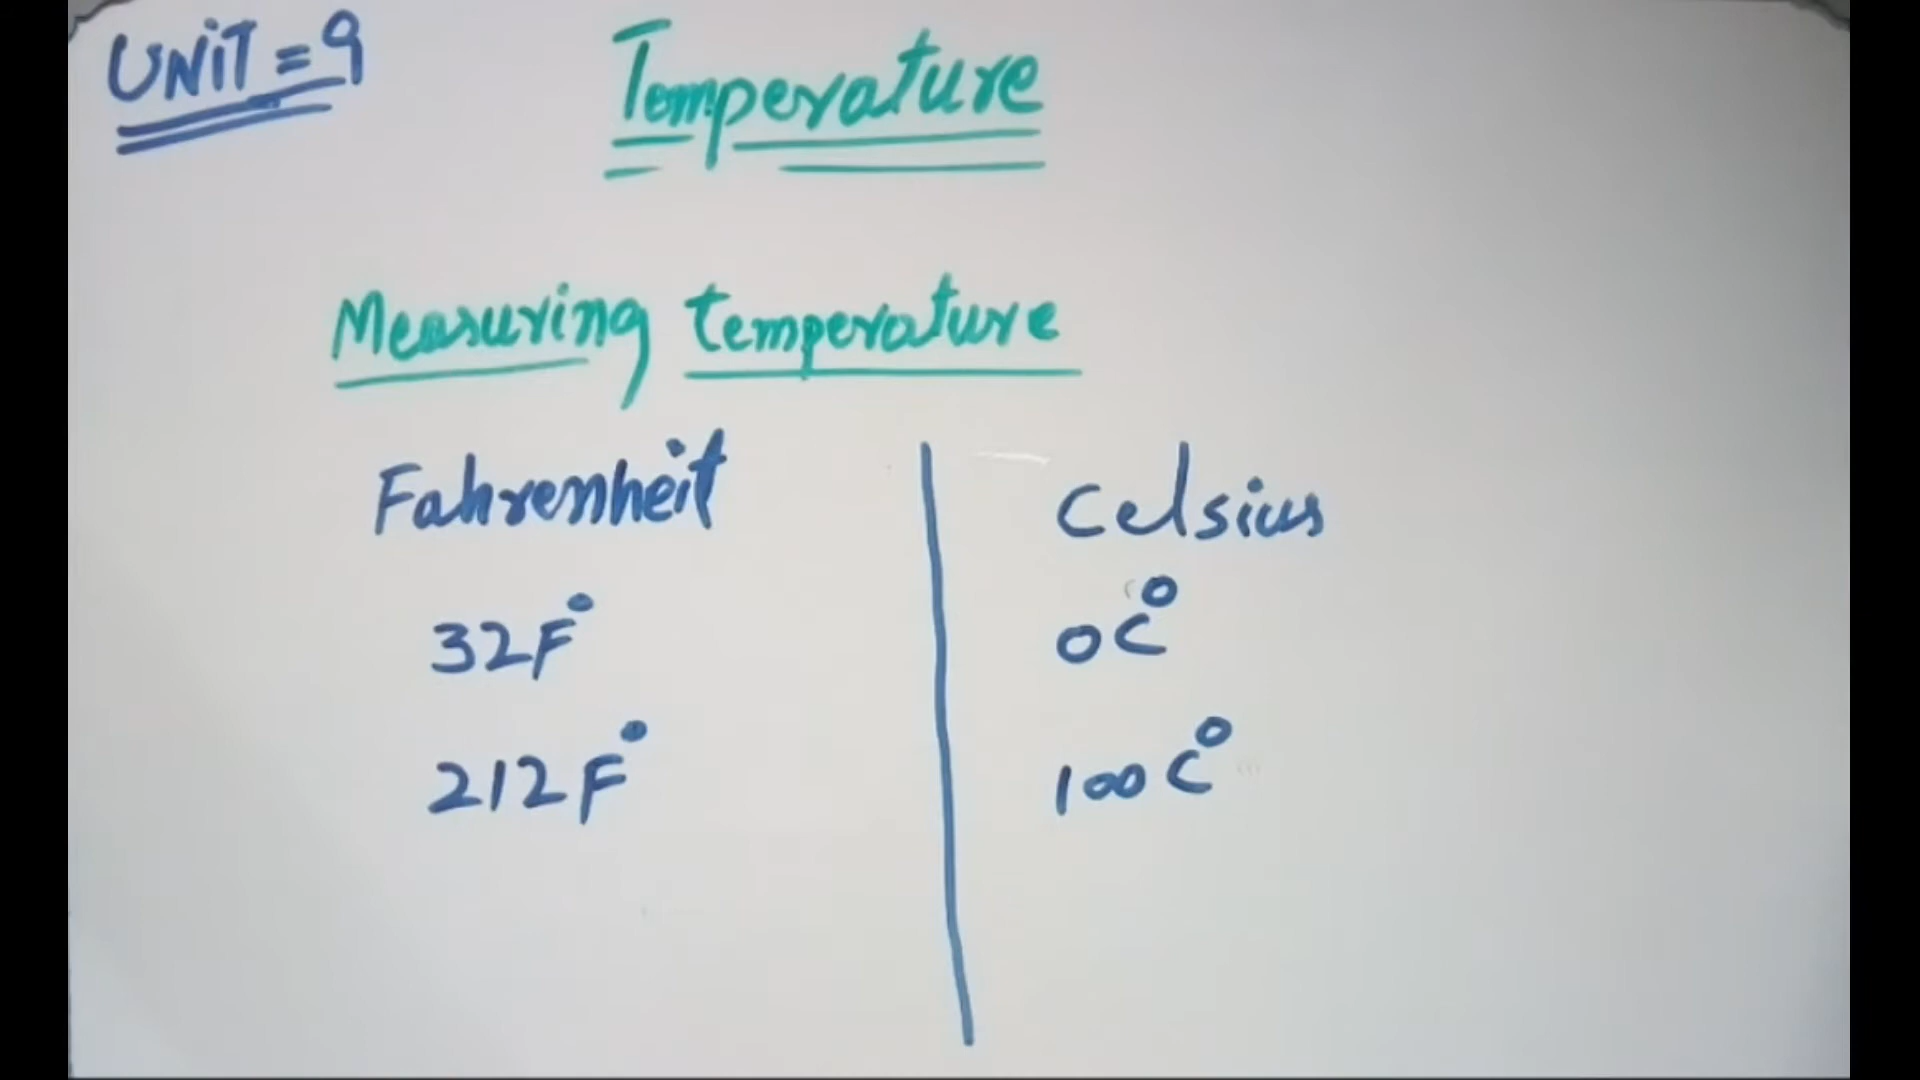 UNiT = 9
Temperature
Measuring temperature
Fahrenheit
Celsius
32F°
0C°
212F°
100C°